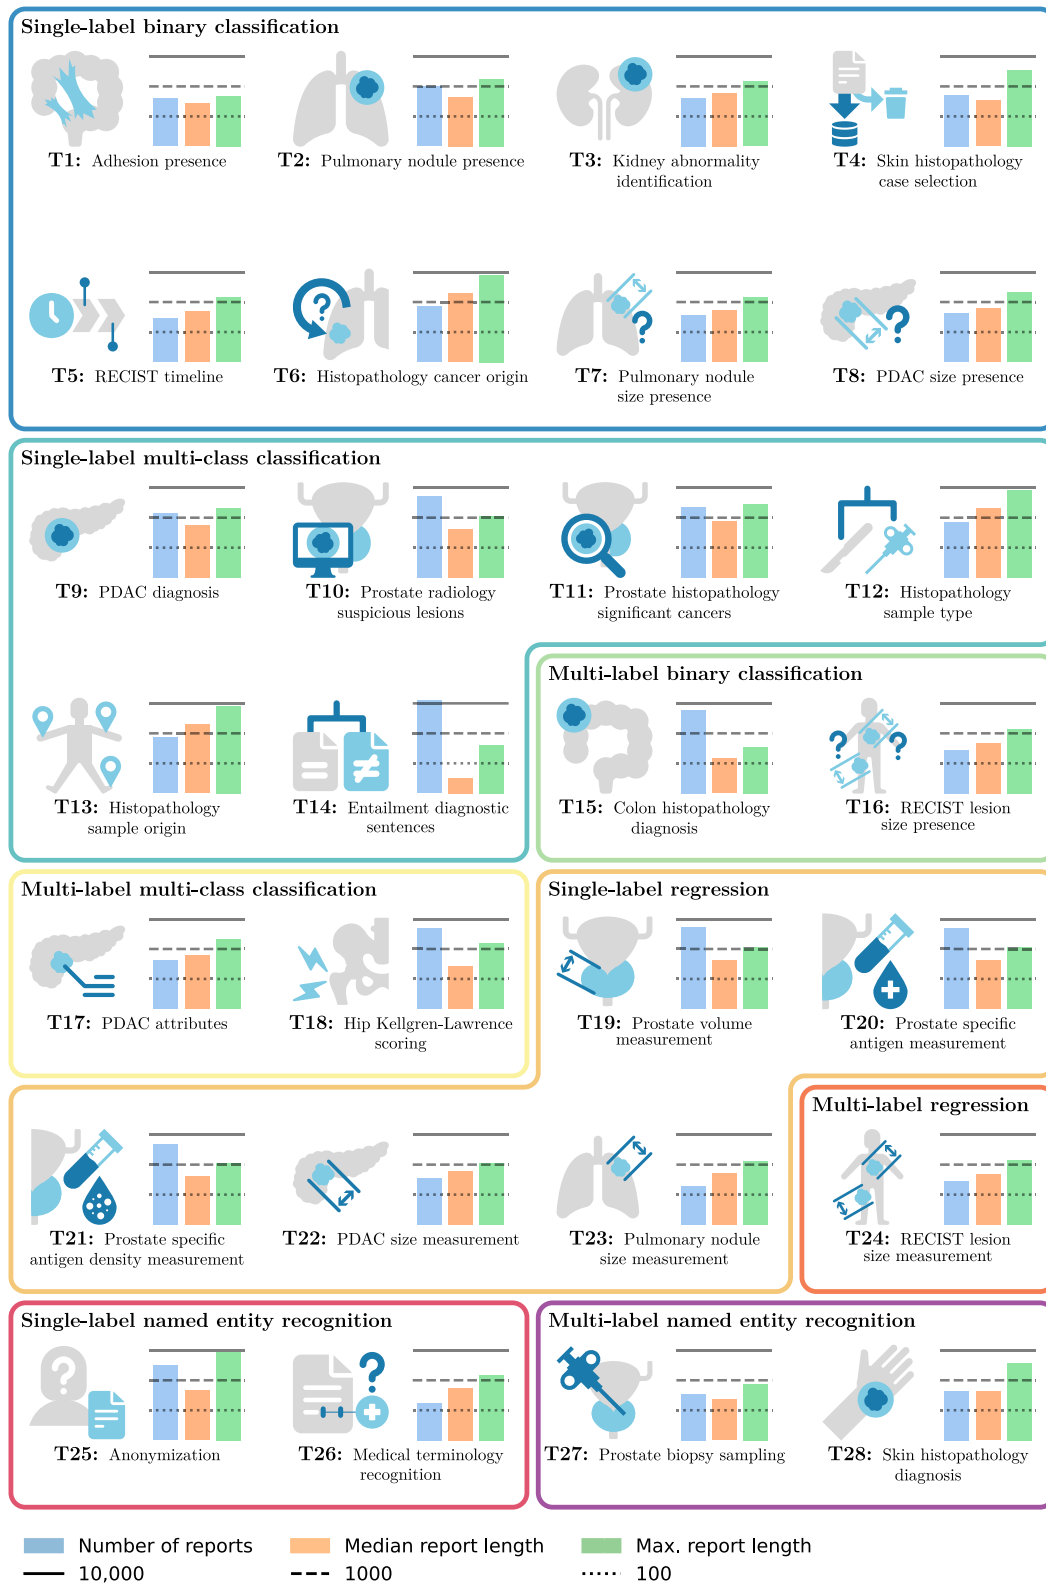 Single-label binary classification
T1: Adhesion presence
T2: Pulmonary nodule presence
T3: Kidney abnormality
identification
T4: Skin histopathology
case selection
T5: RECIST timeline
T6: Histopathology cancer origin
T7: Pulmonary nodule
size presence
T8: PDAC size presence
Single-label multi-class classification
T9: PDAC diagnosis
T10: Prostate radiology
suspicious lesions
T11: Prostate histopathology
significant cancers
T12: Histopathology
sample type
T13: Histopathology
sample origin
T14: Entailment diagnostic
sentences
Multi-label binary classification
T15: Colon histopathology
diagnosis
T16: RECIST lesion
size presence
Multi-label multi-class classification
T17: PDAC attributes
T18: Hip Kellgren-Lawrence
scoring
Single-label regression
T19: Prostate volume
measurement
T20: Prostate specific
antigen measurement
T21: Prostate specific
antigen density measurement
T22: PDAC size measurement
T23: Pulmonary nodule
size measurement
Multi-label regression
T24: RECIST lesion
size measurement
Single-label named entity recognition
T25: Anonymization
T26: Medical terminology
recognition
Multi-label named entity recognition
T27: Prostate biopsy sampling
T28: Skin histopathology
diagnosis
Number of reports
Median report length
Max. report length
10,000
1000
100